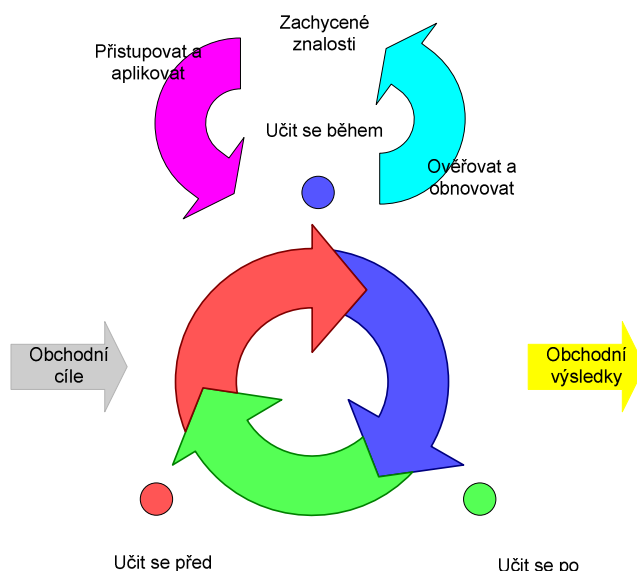 Zachycené
znalosti
Přistupovat a
aplikovat
Učit se během
Ověřovat a
obnovovat
Obchodní
cíle
Obchodní
výsledky
Učit se před
Učit se po